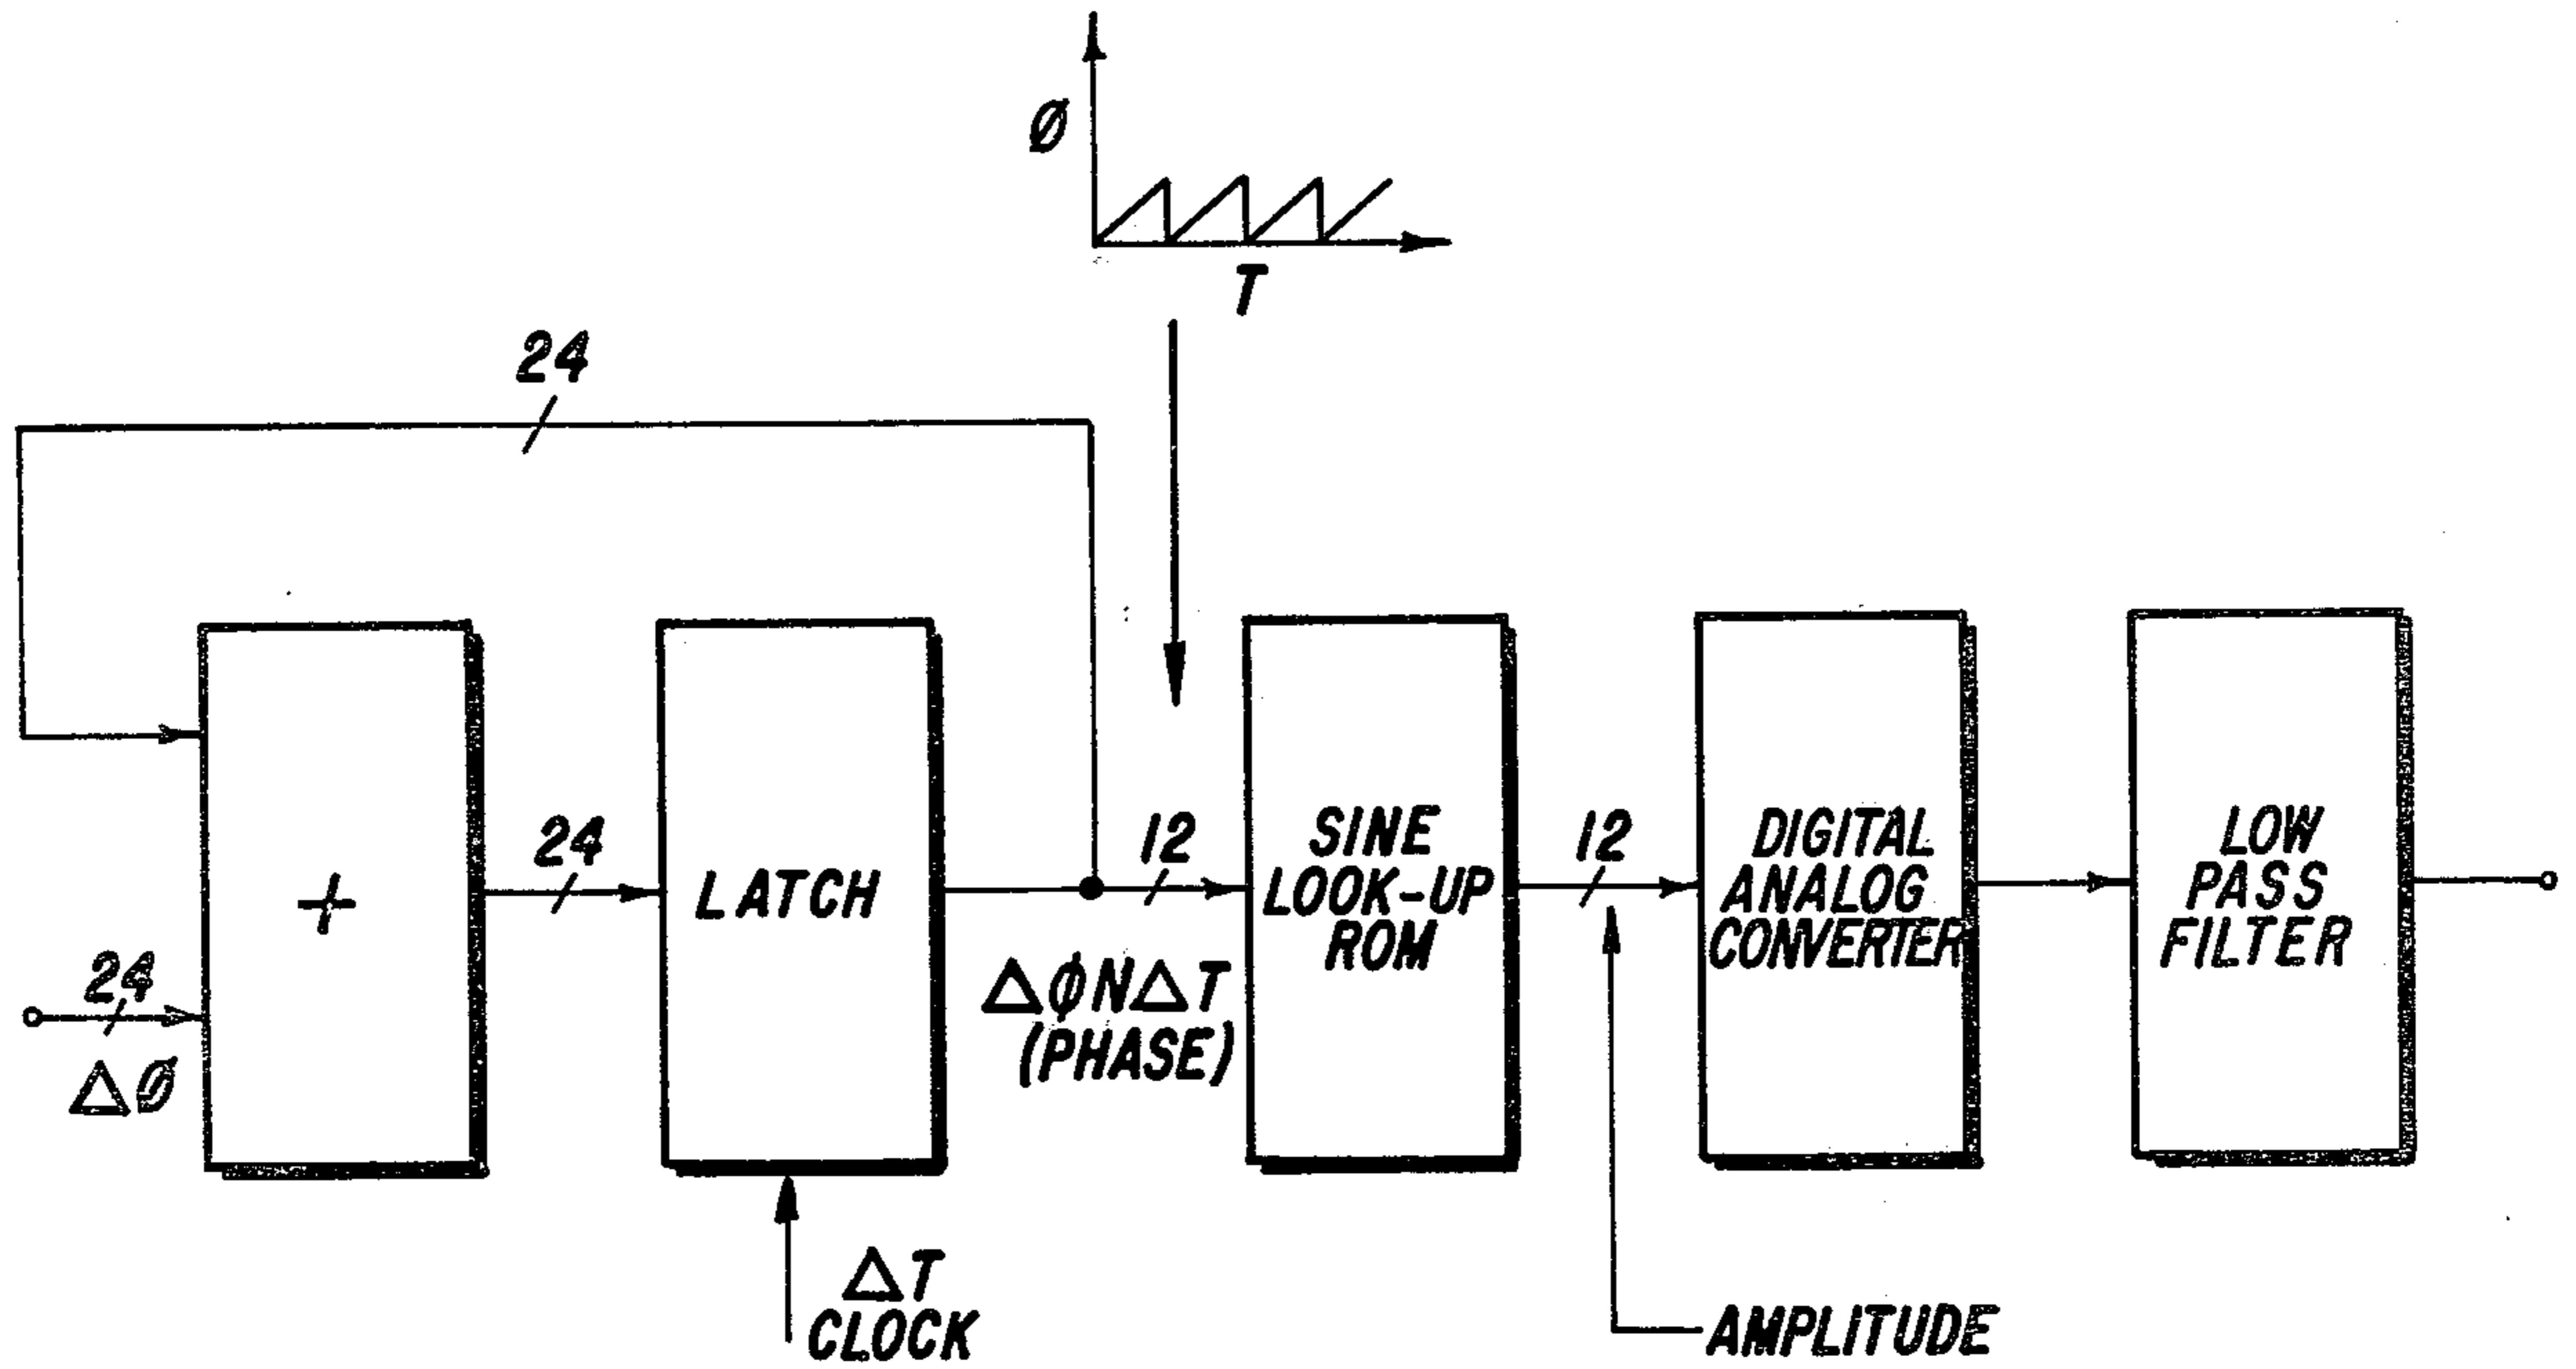 Ø
T
24
24
Δø
+
24
LATCH
ΔT
CLOCK
12
ΔøNΔT
(PHASE)
SINE
LOOK-UP
ROM
12
AMPLITUDE
DIGITAL
ANALOG
CONVERTER
LOW
PASS
FILTER